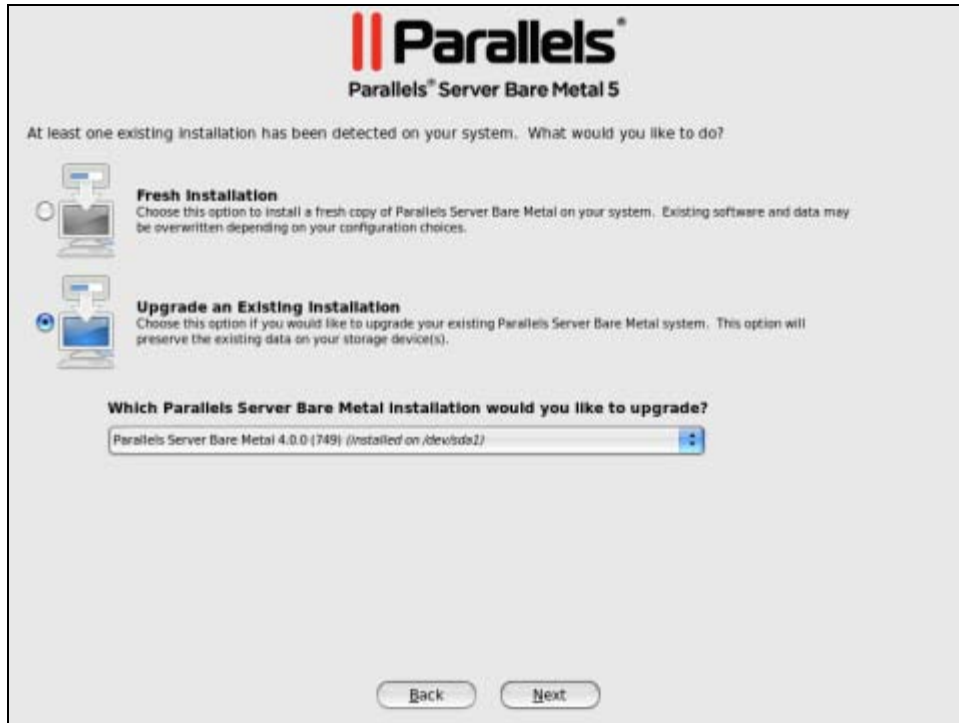 Parallels®
Parallels® Server Bare Metal 5
At least one existing installation has been detected on your system. What would you like to do?
Fresh Installation
Choose this option to install a fresh copy of Parallels Server Bare Metal on your system. Existing software and data may
be overwritten depending on your configuration choices.
Upgrade an Existing Installation
Choose this option if you would like to upgrade your existing Parallels Server Bare Metal system. This option will
preserve the existing data on your storage device(s).
Which Parallels Server Bare Metal installation would you like to upgrade?
Parallels Server Bare Metal 4.0.0 (749) (installed on /dev/sda1)
Back
Next